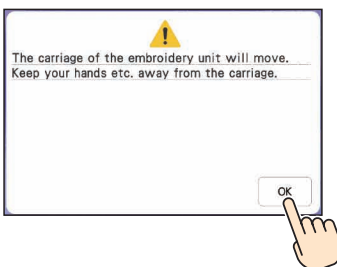 The carriage of the embroidery unit will move.
Keep your hands etc. away from the carriage.
OK